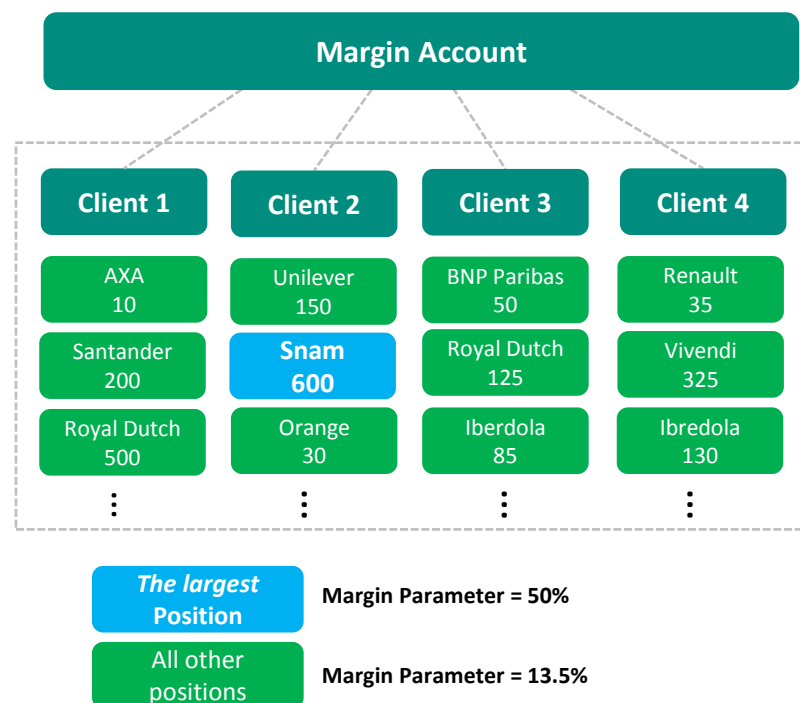 Margin Account
Client 1
Client 2
Client 3
Client 4
AXA
10
Unilever
150
BNP Paribas
50
Renault
35
Santander
200
Snam
600
Royal Dutch
125
Vivendi
325
Royal Dutch
500
Orange
30
Iberdola
85
Ibredola
130
The largest
Position
Margin Parameter = 50%
All other
positions
Margin Parameter = 13.5%